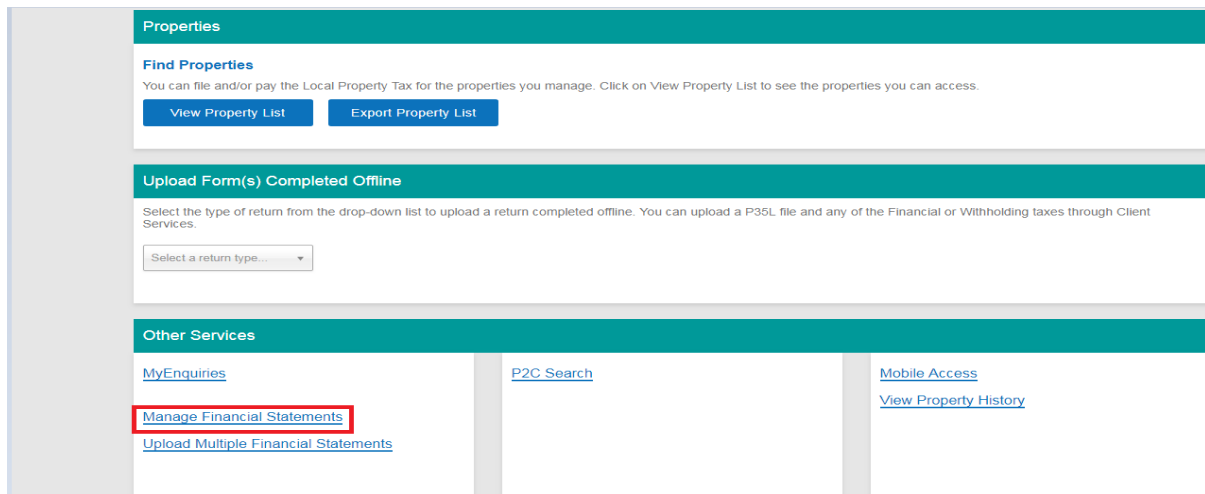 Properties
Find Properties
You can file and/or pay the Local Property Tax for the properties you manage. Click on View Property List to see the properties you can access.
View Property List
Export Property List
Upload Form(s) Completed Offline
Select the type of return from the drop-down list to upload a return completed offline. You can upload a P35L file and any of the Financial or Withholding taxes through Client
Services.
Select a return type...
Other Services
MyEnquiries
Manage Financial Statements
Upload Multiple Financial Statements
P2C Search
Mobile Access
View Property History